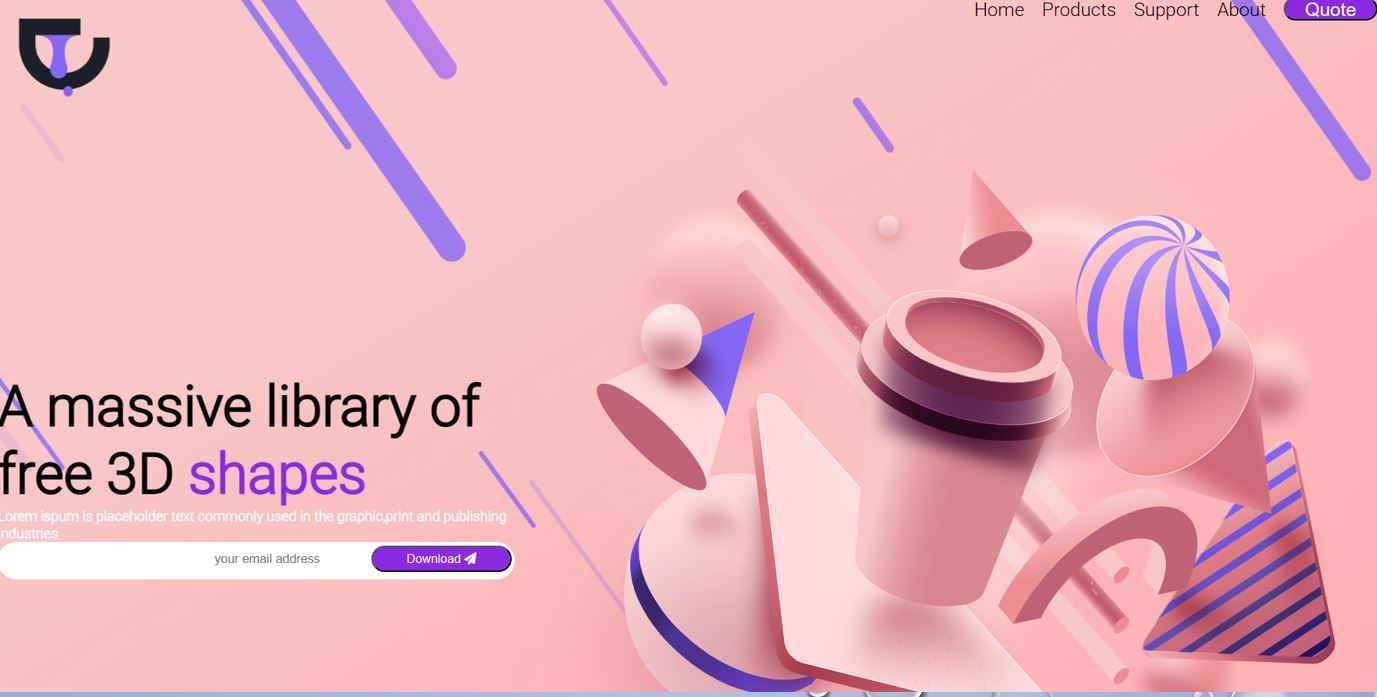 Home Products Support About Quote
A massive library of
free 3D shapes
Lorem ispum is placeholder text commonly used in the graphic,print and publishing
industries
your email address Download